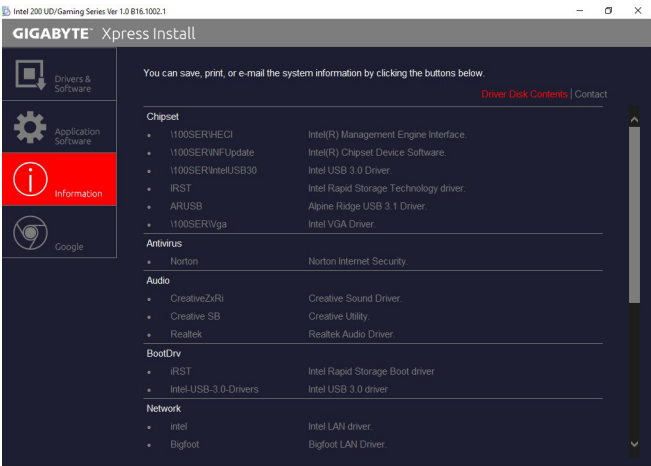 Intel 200 UD/Gaming Series Ver 1.0 B16.1002.1
GIGABYTE™ Xpress Install
Drivers &
Software
Application
Software
Information
Google
You can save, print, or e-mail the system information by clicking the buttons below.
Driver Disk Contents | Contact
Chipset
• \100SER\HECI Intel(R) Management Engine Interface.
• \100SER\INFUpdate Intel(R) Chipset Device Software.
• \100SER\IntelUSB30 Intel USB 3.0 Driver.
• IRST Intel Rapid Storage Technology driver.
• ARUSB Alpine Ridge USB 3.1 Driver.
• \100SER\Vga Intel VGA Driver.
Antivirus
• Norton Norton Internet Security.
Audio
• CreativeZxRi Creative Sound Driver.
• Creative SB Creative Utility.
• Realtek Realtek Audio Driver.
BootDrv
• iRST Intel Rapid Storage Boot driver
• Intel-USB-3.0-Drivers Intel USB 3.0 driver
Network
• intel Intel LAN driver.
• Bigfoot Bigfoot LAN Driver.